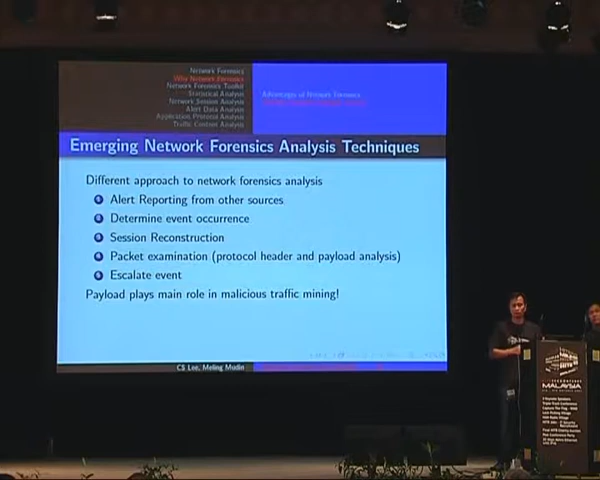 Network Forensics
Why Network Forensics
Network Forensics Toolkit
Statistical Analysis
Network Session Analysis
Alert Data Analysis
Application Protocol Analysis
Traffic Content Analysis
Advantages of Network Forensics
Emerging Network Forensics Analysis Techniques
Different approach to network forensics analysis
Alert Reporting from other sources
Determine event occurrence
Session Reconstruction
Packet examination (protocol header and payload analysis)
Escalate event
Payload plays main role in malicious traffic mining!
CS Lee, Meling Mudin
MALAYSIA